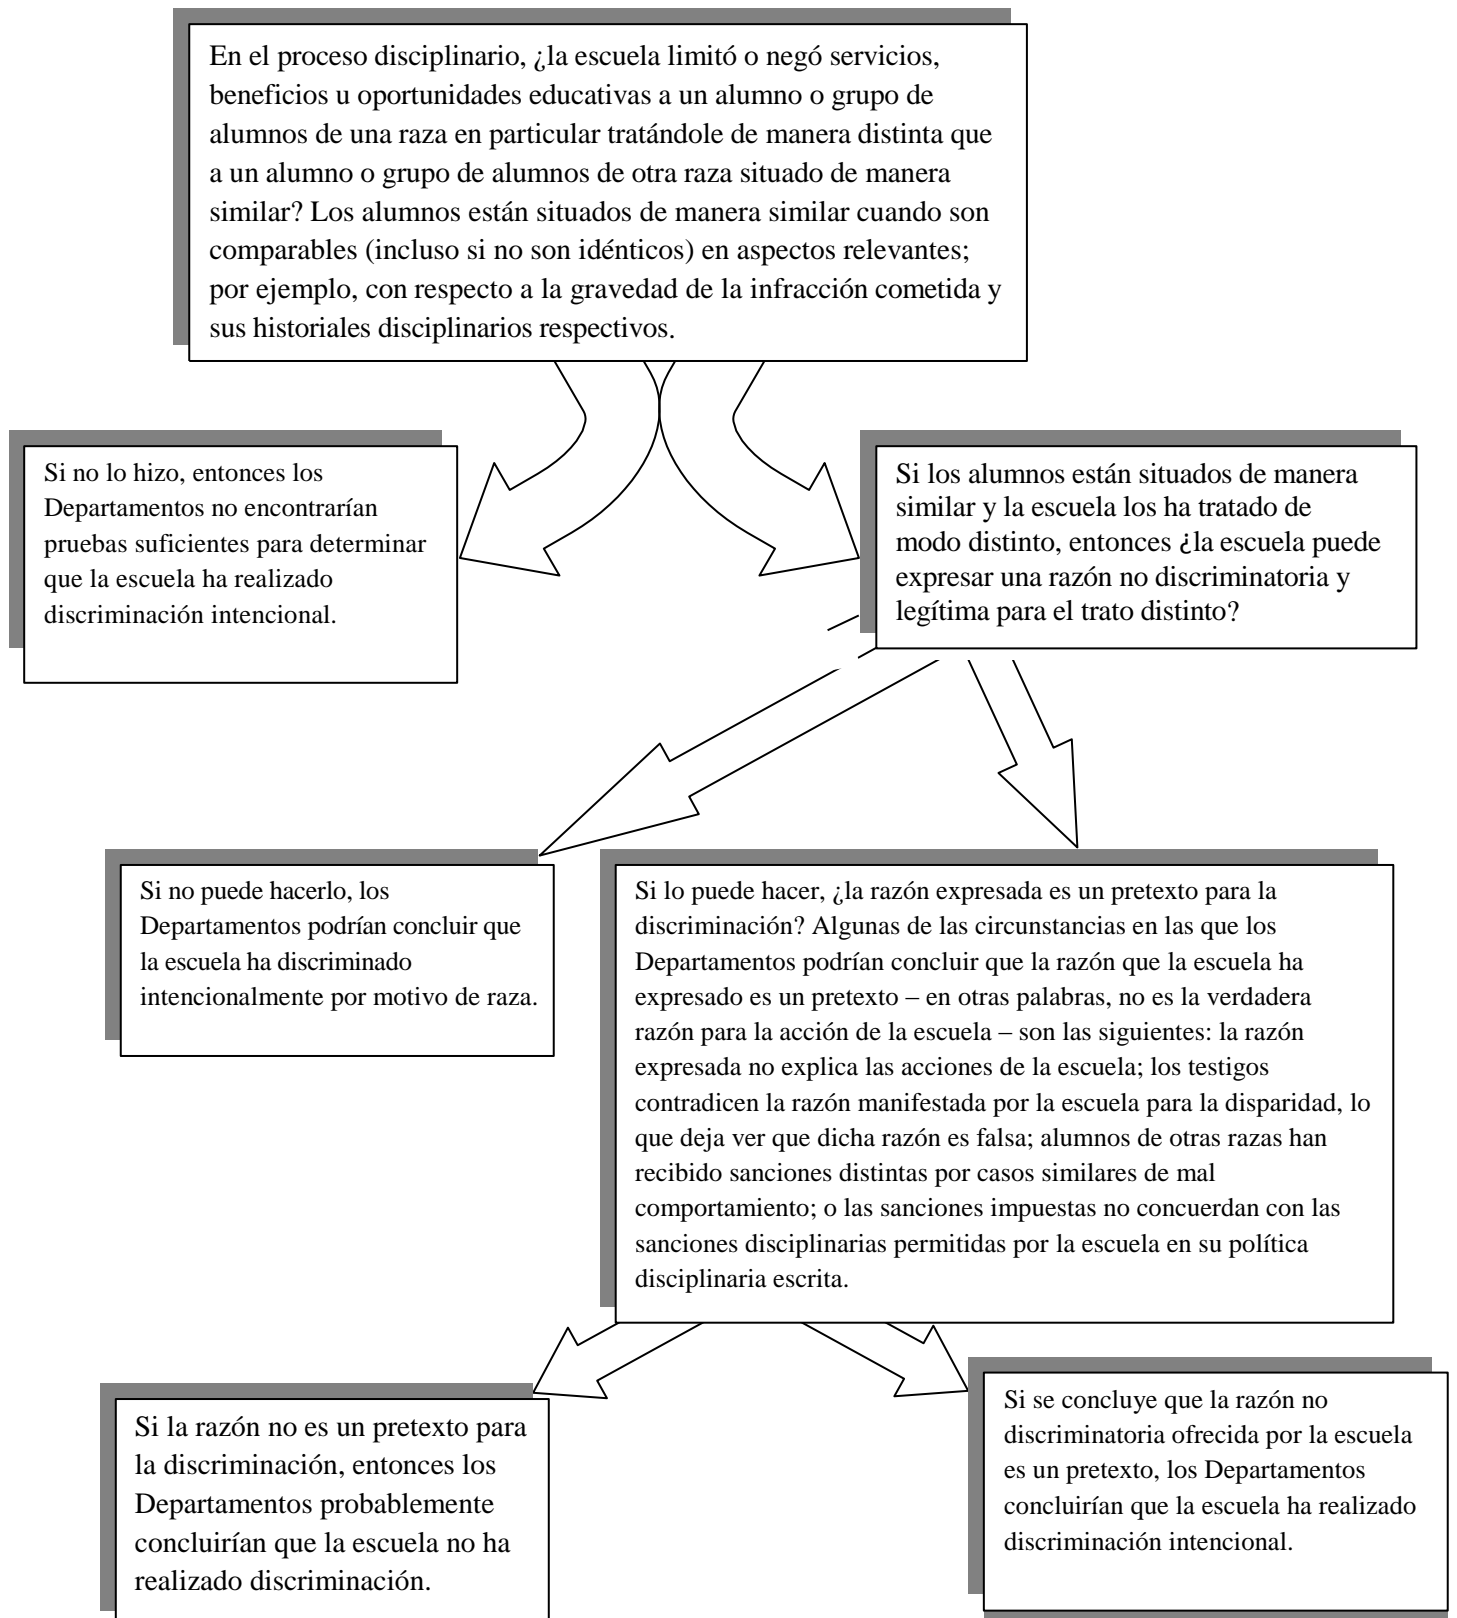 En el proceso disciplinario, ¿la escuela limitó o negó servicios,
beneficios u oportunidades educativas a un alumno o grupo de
alumnos de una raza en particular tratándole de manera distinta que
a un alumno o grupo de alumnos de otra raza situado de manera
similar? Los alumnos están situados de manera similar cuando son
comparables (incluso si no son idénticos) en aspectos relevantes;
por ejemplo, con respecto a la gravedad de la infracción cometida y
sus historiales disciplinarios respectivos.
Si no lo hizo, entonces los
Departamentos no encontrarían
pruebas suficientes para determinar
que la escuela ha realizado
discriminación intencional.
Si los alumnos están situados de manera
similar y la escuela los ha tratado de
modo distinto, entonces ¿la escuela puede
expresar una razón no discriminatoria y
legítima para el trato distinto?
Si no puede hacerlo, los
Departamentos podrían concluir que
la escuela ha discriminado
intencionalmente por motivo de raza.
Si lo puede hacer, ¿la razón expresada es un pretexto para la
discriminación? Algunas de las circunstancias en las que los
Departamentos podrían concluir que la razón que la escuela ha
expresado es un pretexto – en otras palabras, no es la verdadera
razón para la acción de la escuela – son las siguientes: la razón
expresada no explica las acciones de la escuela; los testigos
contradicen la razón manifestada por la escuela para la disparidad, lo
que deja ver que dicha razón es falsa; alumnos de otras razas han
recibido sanciones distintas por casos similares de mal
comportamiento; o las sanciones impuestas no concuerdan con las
sanciones disciplinarias permitidas por la escuela en su política
disciplinaria escrita.
Si la razón no es un pretexto para
la discriminación, entonces los
Departamentos probablemente
concluirían que la escuela no ha
realizado discriminación.
Si se concluye que la razón no
discriminatoria ofrecida por la escuela
es un pretexto, los Departamentos
concluirían que la escuela ha realizado
discriminación intencional.